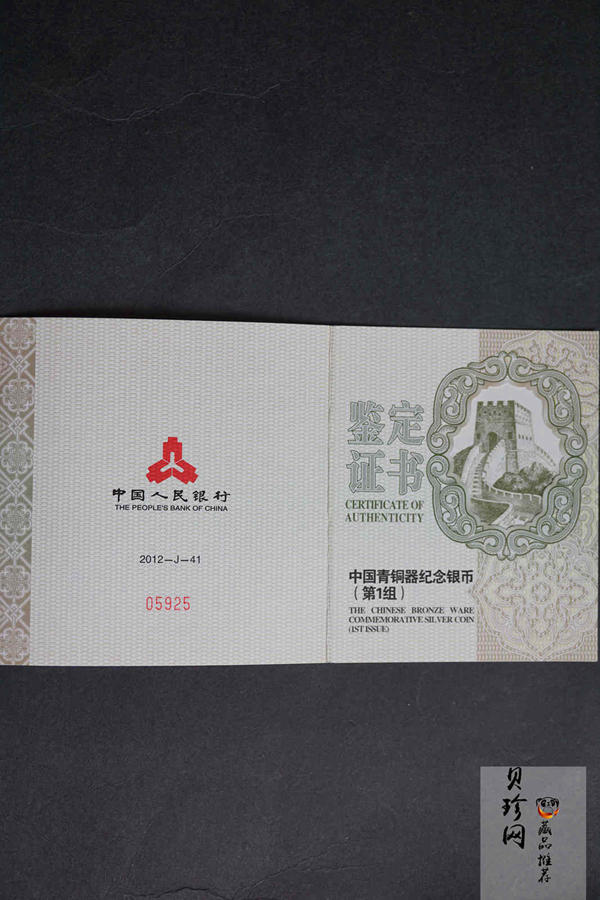 中国人民银行
THE PEOPLE'S BANK OF CHINA
2012-J-41
05925
鉴定
证书
CERTIFICATE OF
AUTHENTICITY
中国青铜器纪念银币
（第1组）
THE CHINESE BRONZE WARE
COMMEMORATIVE SILVER COIN
(1ST ISSUE)
贝珍网
藏品推荐